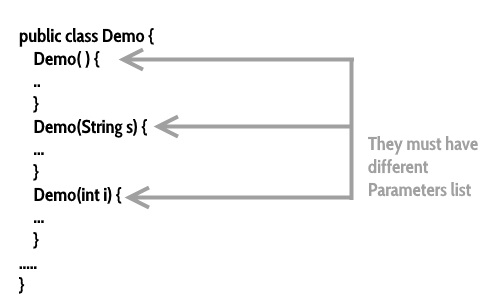 public class Demo {
Demo( ) {
..
}
Demo(String s) {
...
}
Demo(int i) {
...
}
.....
}
They must have
different
Parameters list